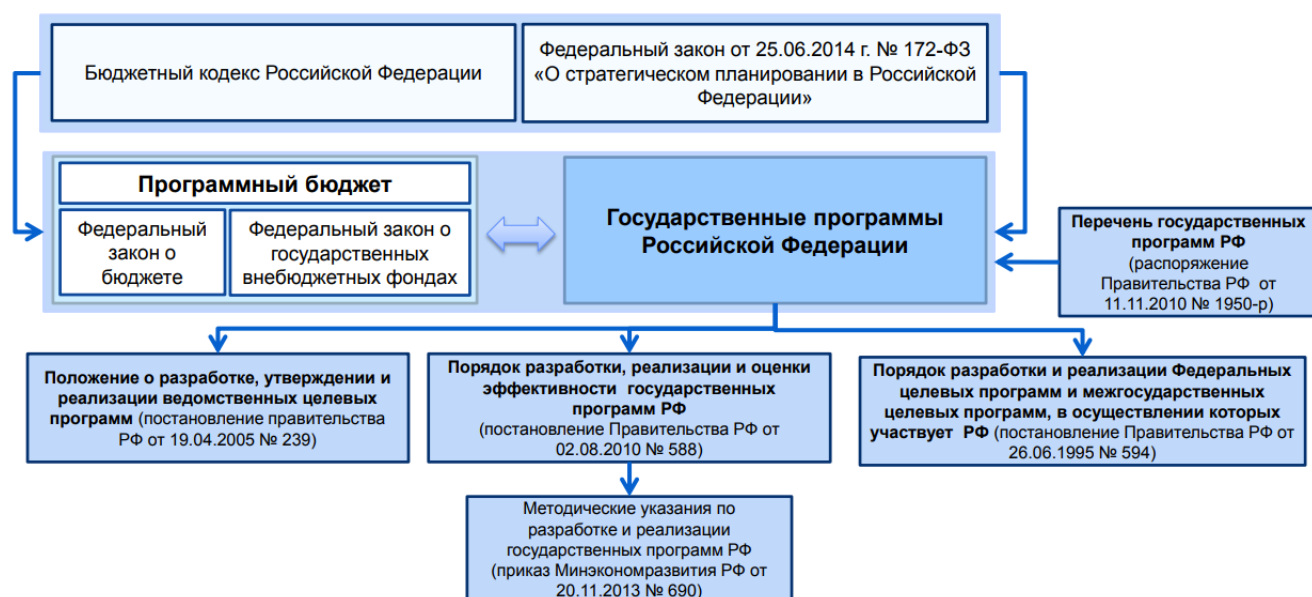 Бюджетный кодекс Российской Федерации
Федеральный закон от 25.06.2014 г. № 172-ФЗ
«О стратегическом планировании в Российской
Федерации»
Программный бюджет
Федеральный
закон о
бюджете
Федеральный закон о
государственных
внебюджетных фондах
Государственные программы
Российской Федерации
Перечень государственных
программ РФ
(распоряжение
Правительства РФ от
11.11.2010 № 1950-р)
Положение о разработке, утверждении и
реализации ведомственных целевых
программ (постановление правительства
РФ от 19.04.2005 № 239)
Порядок разработки, реализации и оценки
эффективности государственных
программ РФ
(постановление Правительства РФ от
02.08.2010 № 588)
Порядок разработки и реализации Федеральных
целевых программ и межгосударственных
целевых программ, в осуществлении которых
участвует РФ (постановление Правительства РФ от
26.06.1995 № 594)
Методические указания по
разработке и реализации
государственных программ РФ
(приказ Минэкономразвития РФ от
20.11.2013 № 690)